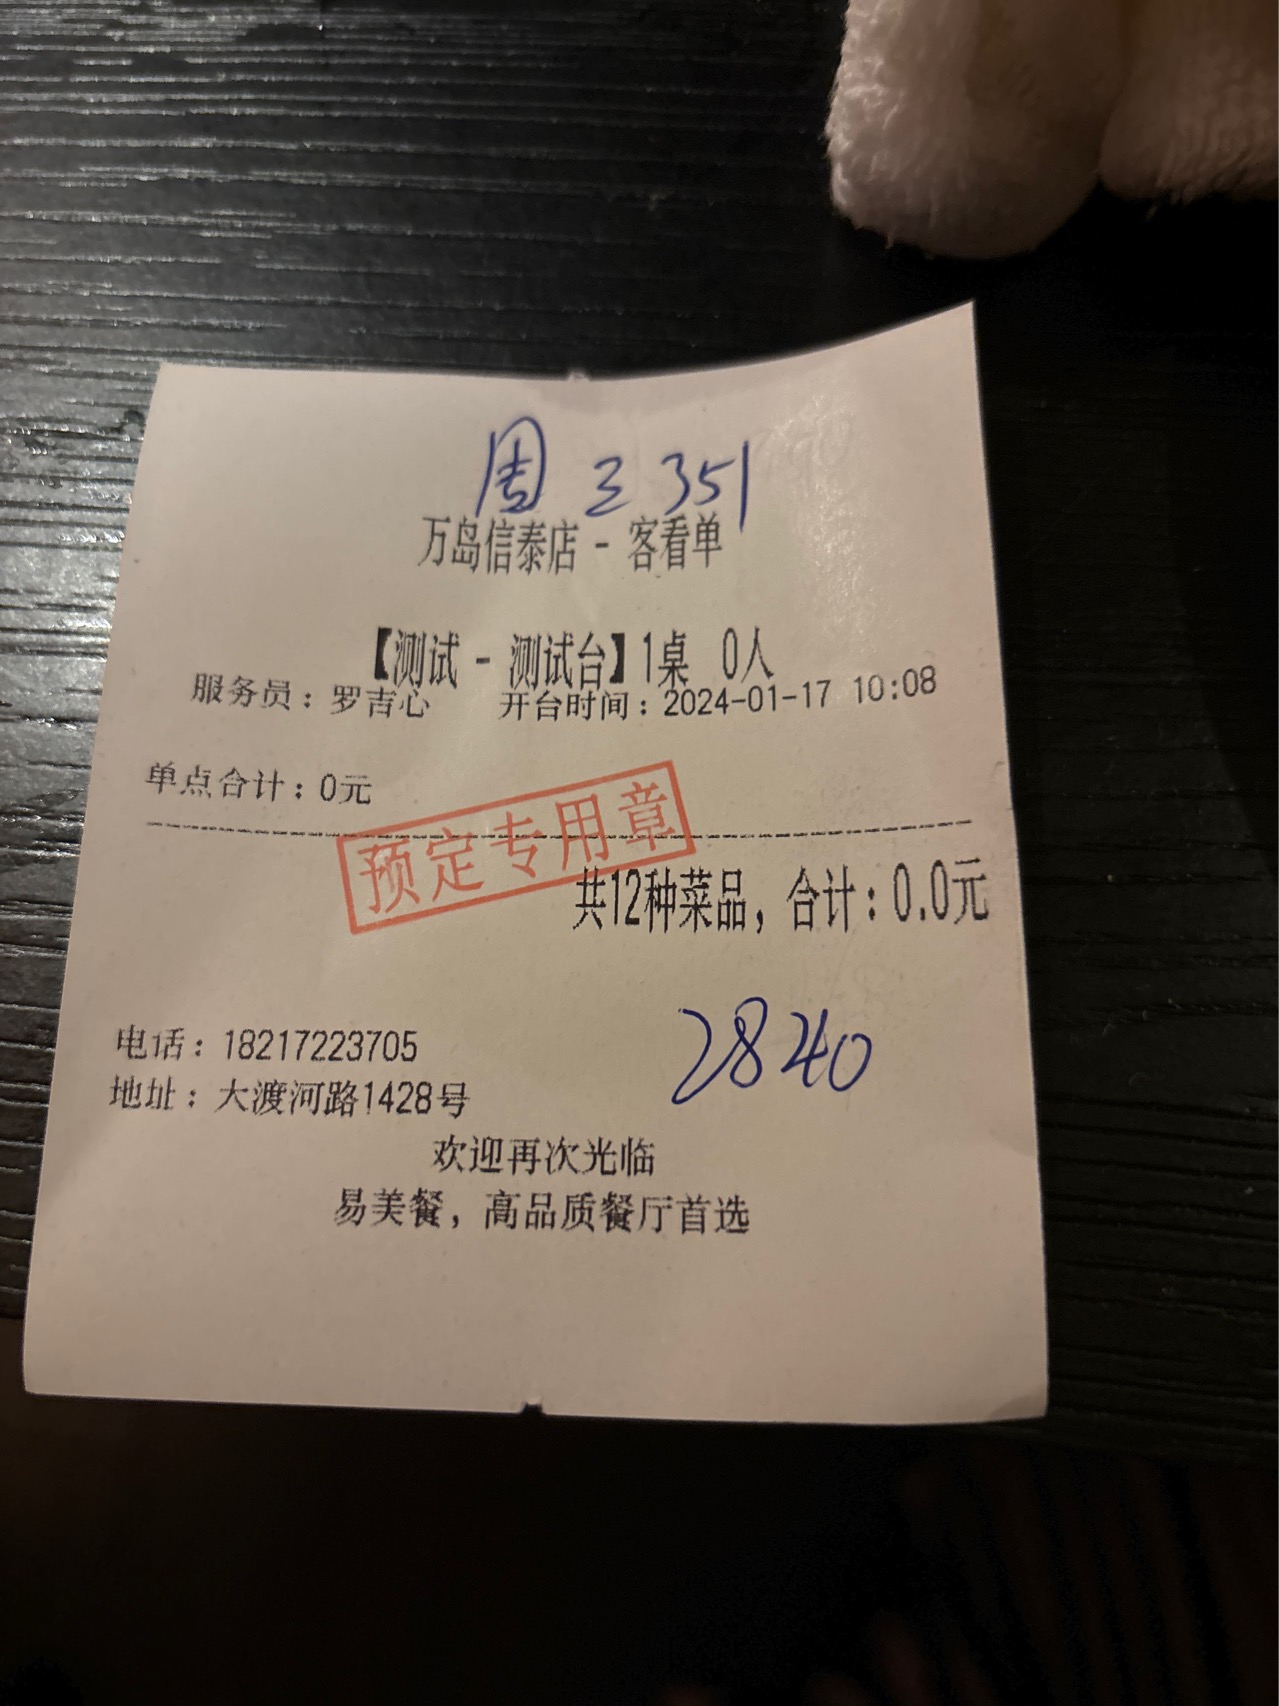 周三 351
万岛信泰店 - 客看单
【测试 - 测试台】1桌 0人
服务员：罗吉心 开台时间：2024-01-17 10:08
单点合计：0元
预定专用章
共12种菜品，合计：0.0元
2840
电话：18217223705
地址：大渡河路1428号
欢迎再次光临
易美餐，高品质餐厅首选